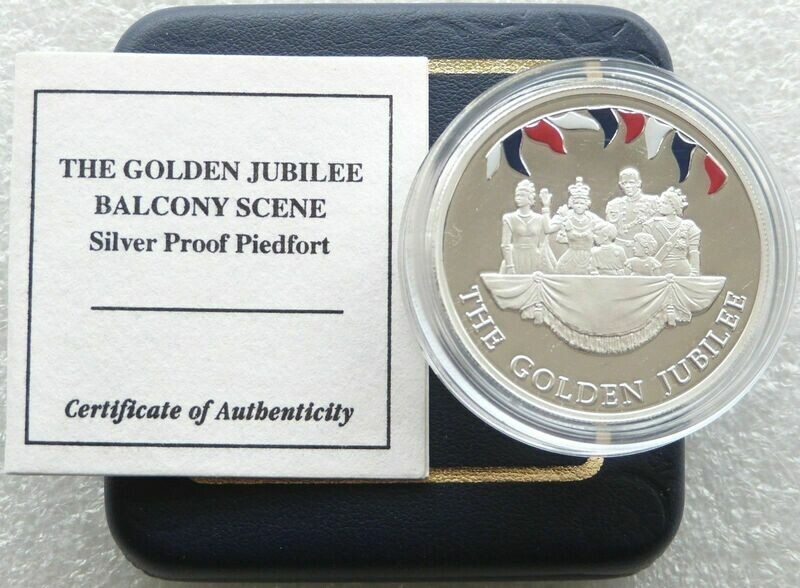 THE GOLDEN JUBILEE
BALCONY SCENE
Silver Proof Piedfort
Certificate of Authenticity
THE GOLDEN JUBILEE